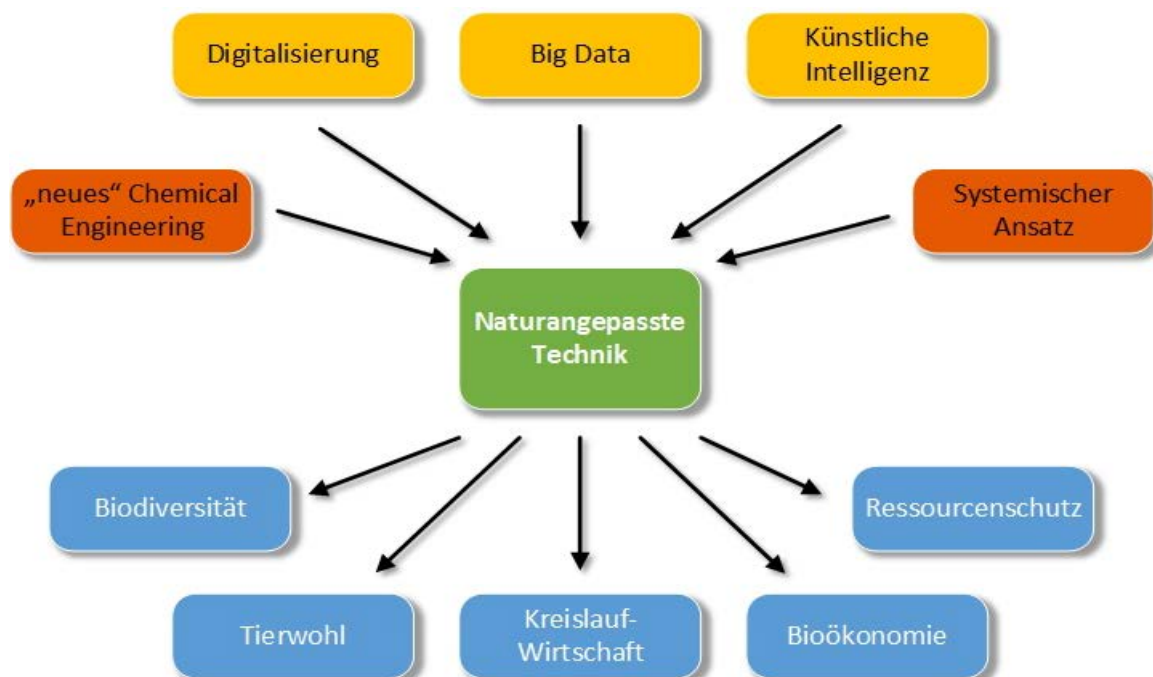 Digitalisierung
Big Data
Künstliche
Intelligenz
„neues“ Chemical
Engineering
Systemischer
Ansatz
Naturangepasste
Technik
Biodiversität
Ressourcenschutz
Tierwohl
Kreislauf-
Wirtschaft
Bioökonomie